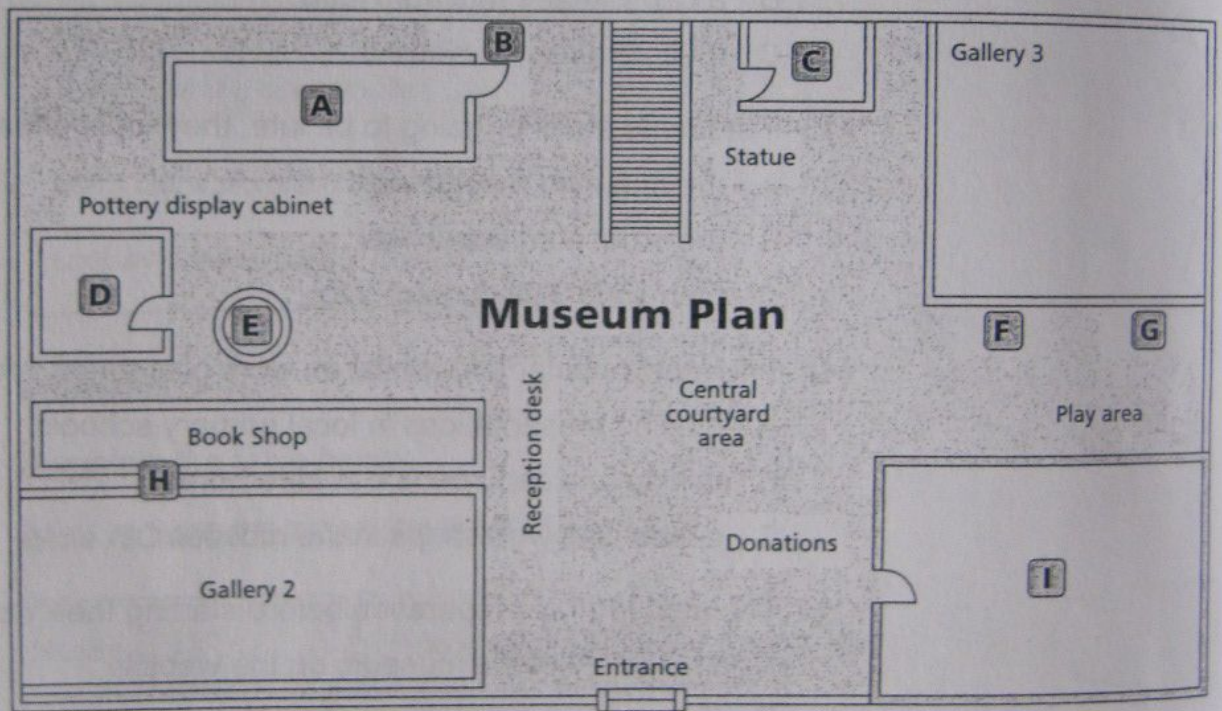 B
Gallery 3
C
A
Statue
Pottery display cabinet
D
E
Museum Plan
F
G
Reception desk
Central
courtyard
area
Play area
Book Shop
H
Donations
Gallery 2
I
Entrance